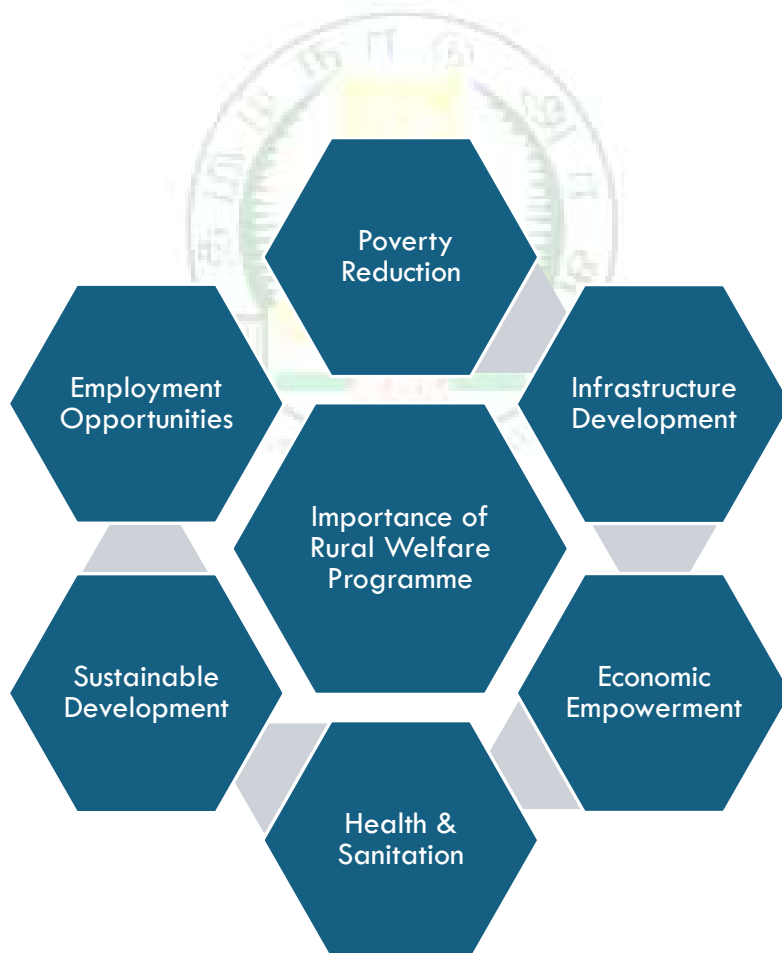 Poverty
Reduction
Infrastructure
Development
Economic
Empowerment
Health &
Sanitation
Sustainable
Development
Employment
Opportunities
Importance of
Rural Welfare
Programme